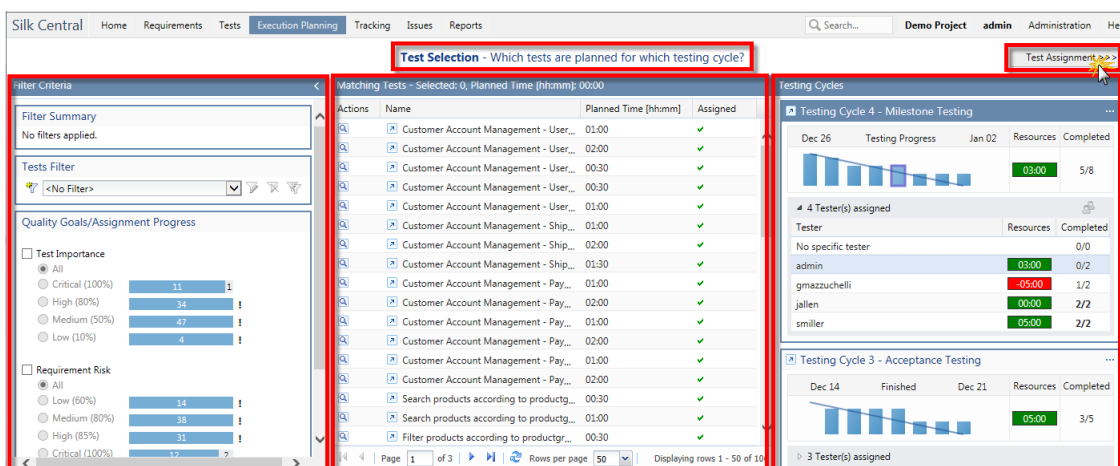 Silk Central Home Requirements Tests Execution Planning Tracking Issues Reports Search... Demo Project admin Administration He
Test Selection - Which tests are planned for which testing cycle?
Test Assignment >>>
Filter Criteria
Filter Summary
No filters applied.
Tests Filter
<No Filter>
Quality Goals/Assignment Progress
Test Importance
All
Critical (100%) 11 1
High (80%) 34 !
Medium (50%) 47 !
Low (10%) 4 !
Requirement Risk
All
Low (60%) 14 !
Medium (80%) 38 !
High (85%) 31 !
Critical (100%) 12 2
Matching Tests - Selected: 0, Planned Time [hh:mm]: 00:00
Actions Name Planned Time [hh:mm] Assigned
Customer Account Management - User... 01:00
Customer Account Management - User... 02:00
Customer Account Management - User... 00:30
Customer Account Management - User... 00:30
Customer Account Management - User... 01:00
Customer Account Management - Ship... 01:00
Customer Account Management - Ship... 02:00
Customer Account Management - Ship... 01:30
Customer Account Management - Pay... 01:00
Customer Account Management - Pay... 02:00
Customer Account Management - Pay... 01:00
Customer Account Management - Pay... 02:00
Customer Account Management - Pay... 01:00
Customer Account Management - Pay... 02:00
Search products according to productg... 00:30
Search products according to productg... 01:00
Filter products according to productgr... 00:30
Page 1 of 3 Rows per page 50 Displaying rows 1 - 50 of 10
Testing Cycles
Testing Cycle 4 - Milestone Testing ...
Dec 26 Testing Progress Jan 02 Resources Completed
03:00 5/8
4 Tester(s) assigned
Tester Resources Completed
No specific tester 0/0
admin 03:00 0/2
gmazzuchelli -05:00 1/2
jallen 00:00 2/2
smiller 05:00 2/2
Testing Cycle 3 - Acceptance Testing ...
Dec 14 Finished Dec 21 Resources Completed
05:00 3/5
3 Tester(s) assigned